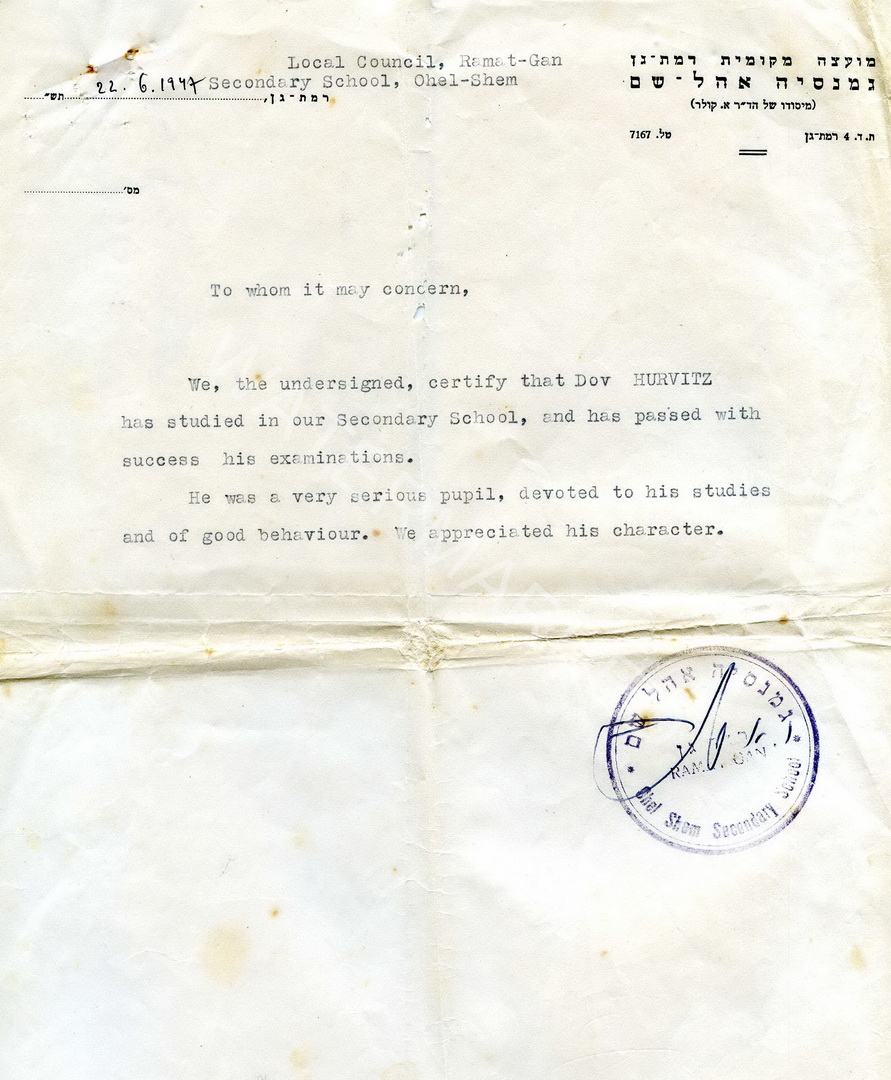 Local Council, Ramat-Gan
Secondary School, Ohel-Shem
מועצה מקומית רמת־גן
גמנסיה אהל־שם
(מיסודו של הד״ר א. קולר)
ת. ד. 4 רמת־גן
טל. 7167
רמת־גן, 22.6.1947 תש״
מס׳
To whom it may concern,
We, the undersigned, certify that Dov HURVITZ
has studied in our Secondary School, and has passed with
success his examinations.
He was a very serious pupil, devoted to his studies
and of good behaviour. We appreciated his character.
גמנסיה אהל שם
Ohel Shem Secondary School